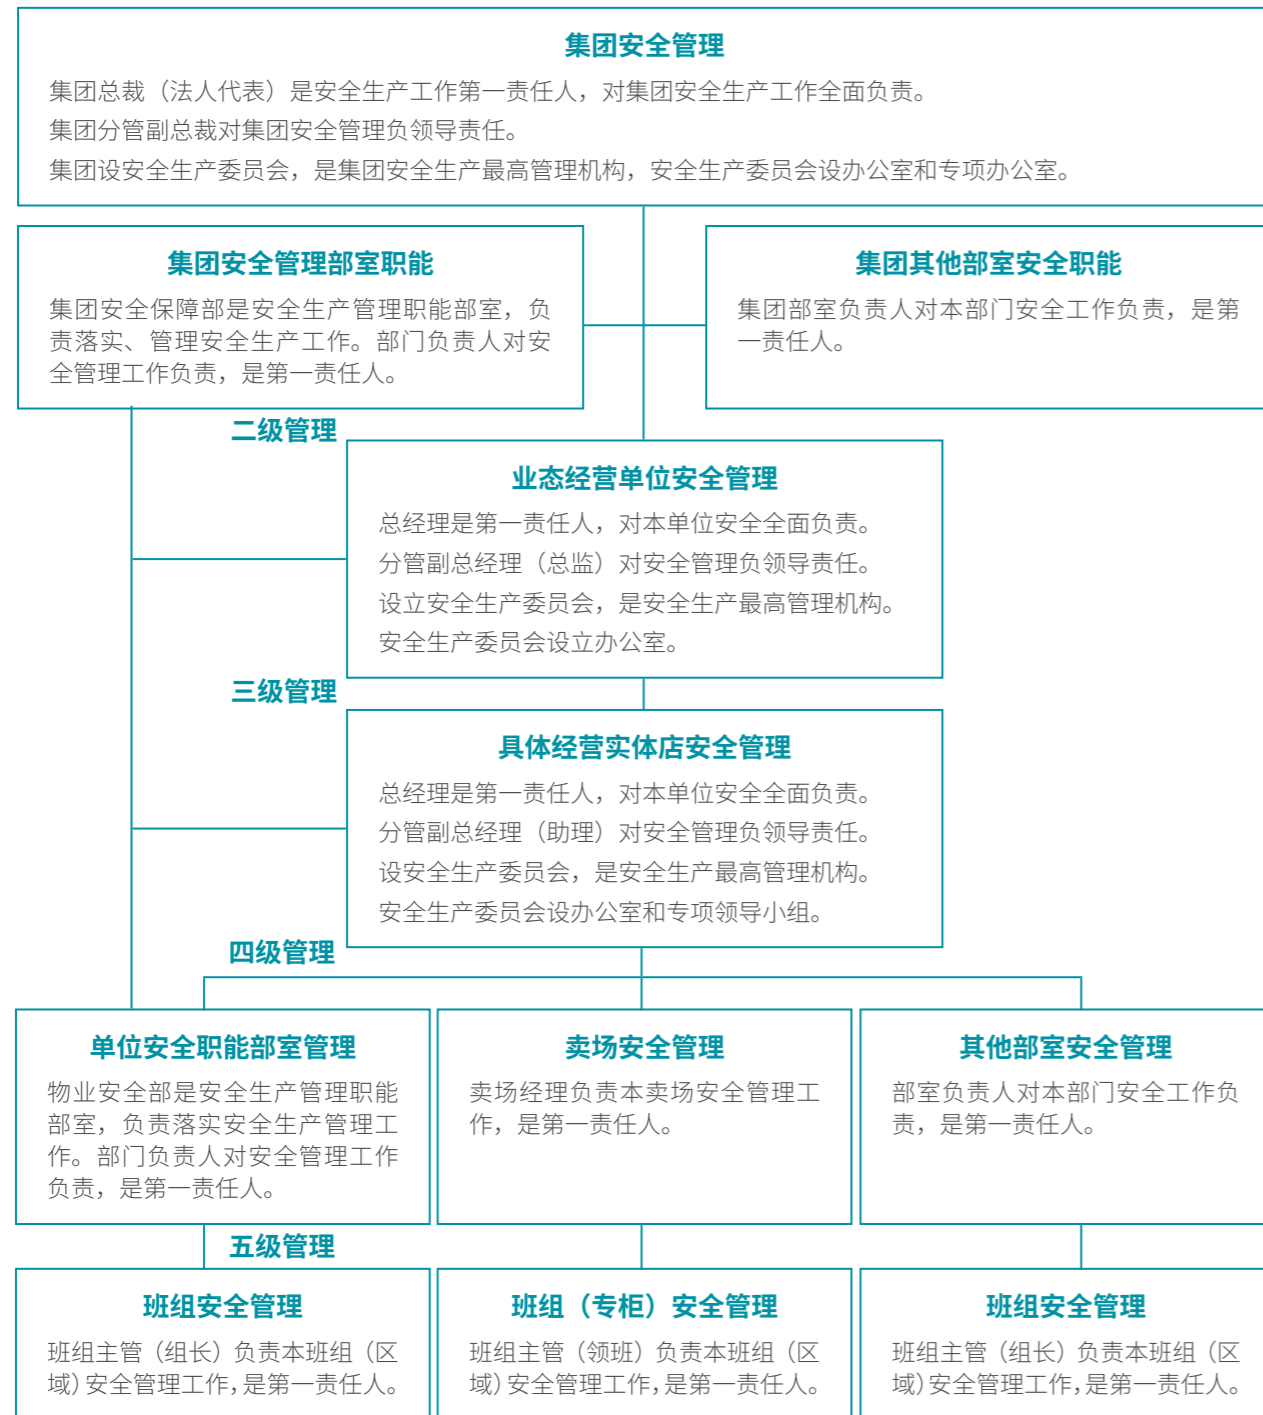 集团安全管理
集团总裁（法人代表）是安全生产工作第一责任人，对集团安全生产工作全面负责。
集团分管副总裁对集团安全管理负领导责任。
集团设安全生产委员会，是集团安全生产最高管理机构，安全生产委员会设办公室和专项办公室。
集团安全管理部室职能
集团安全保障部是安全生产管理职能部室，负
责落实、管理安全生产工作。部门负责人对安
全管理工作负责，是第一责任人。
集团其他部室安全职能
集团部室负责人对本部门安全工作负责，是第
一责任人。
二级管理
业态经营单位安全管理
总经理是第一责任人，对本单位安全全面负责。
分管副总经理（总监）对安全管理负领导责任。
设立安全生产委员会，是安全生产最高管理机构。
安全生产委员会设立办公室。
三级管理
具体经营实体店安全管理
总经理是第一责任人，对本单位安全全面负责。
分管副总经理（助理）对安全管理负领导责任。
设安全生产委员会，是安全生产最高管理机构。
安全生产委员会设办公室和专项领导小组。
四级管理
单位安全职能部室管理
物业安全部是安全生产管理职能
部室，负责落实安全生产管理工
作。部门负责人对安全管理工作
负责，是第一责任人。
卖场安全管理
卖场经理负责本卖场安全管理工
作，是第一责任人。
其他部室安全管理
部室负责人对本部门安全工作负
责，是第一责任人。
五级管理
班组安全管理
班组主管（组长）负责本班组（区
域）安全管理工作，是第一责任人。
班组（专柜）安全管理
班组主管（领班）负责本班组（区
域）安全管理工作，是第一责任人。
班组安全管理
班组主管（组长）负责本班组（区
域）安全管理工作，是第一责任人。